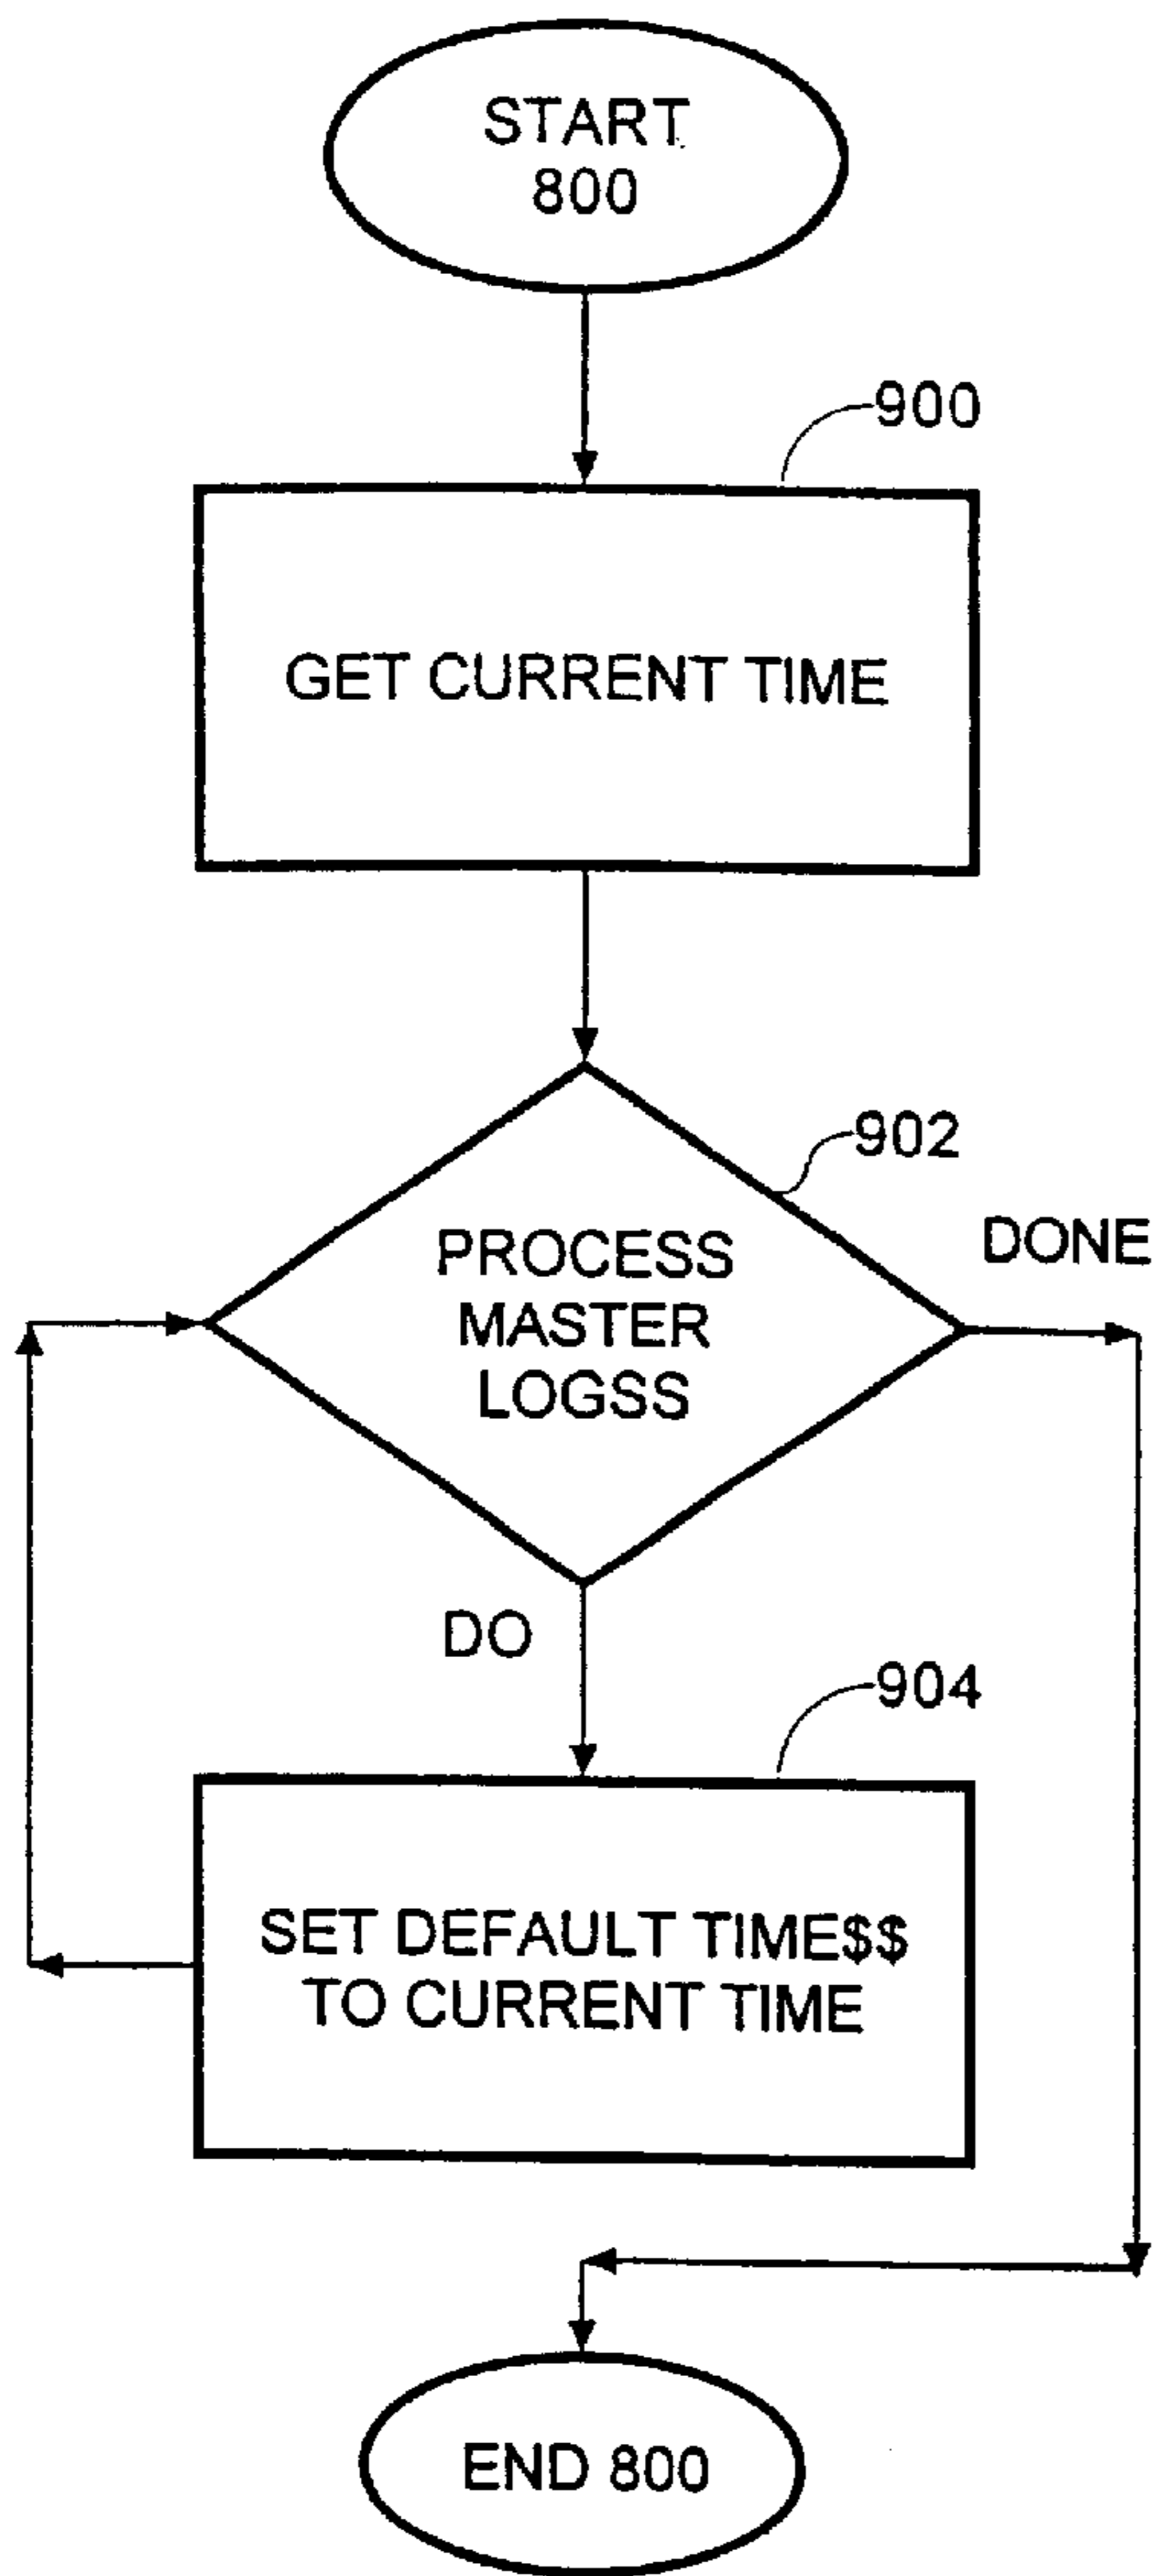 START
800
900
GET CURRENT TIME
902
DONE
PROCESS
MASTER
LOGSS
DO
904
SET DEFAULT TIME$$
TO CURRENT TIME
END 800